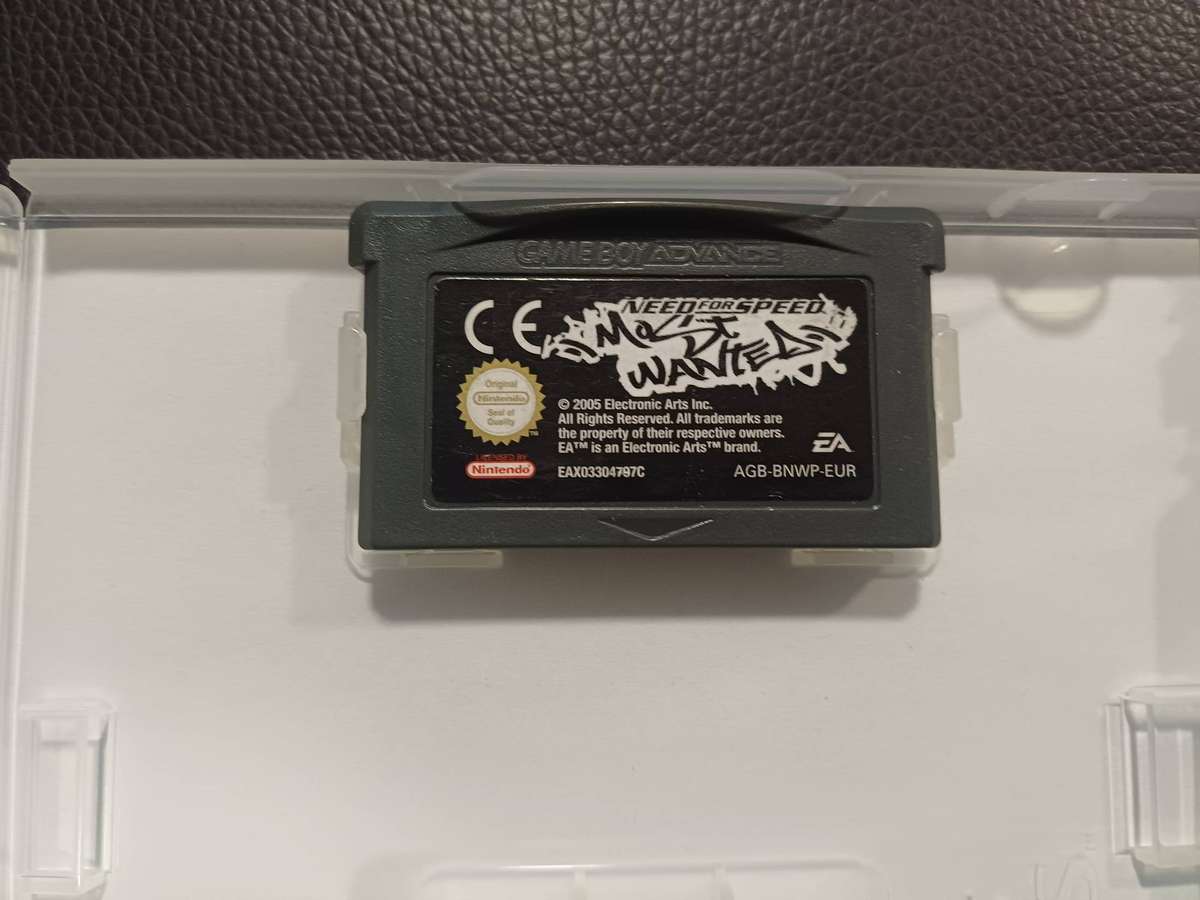 GAME BOY ADVANCE
CE
NEED FOR SPEED
MOST
WANTED
Original
Nintendo
Seal of
Quality
TM
© 2005 Electronic Arts Inc.
All Rights Reserved. All trademarks are
the property of their respective owners.
EA™ is an Electronic Arts™ brand.
EA
LICENSED BY
Nintendo
EAX03304797C
AGB-BNWP-EUR